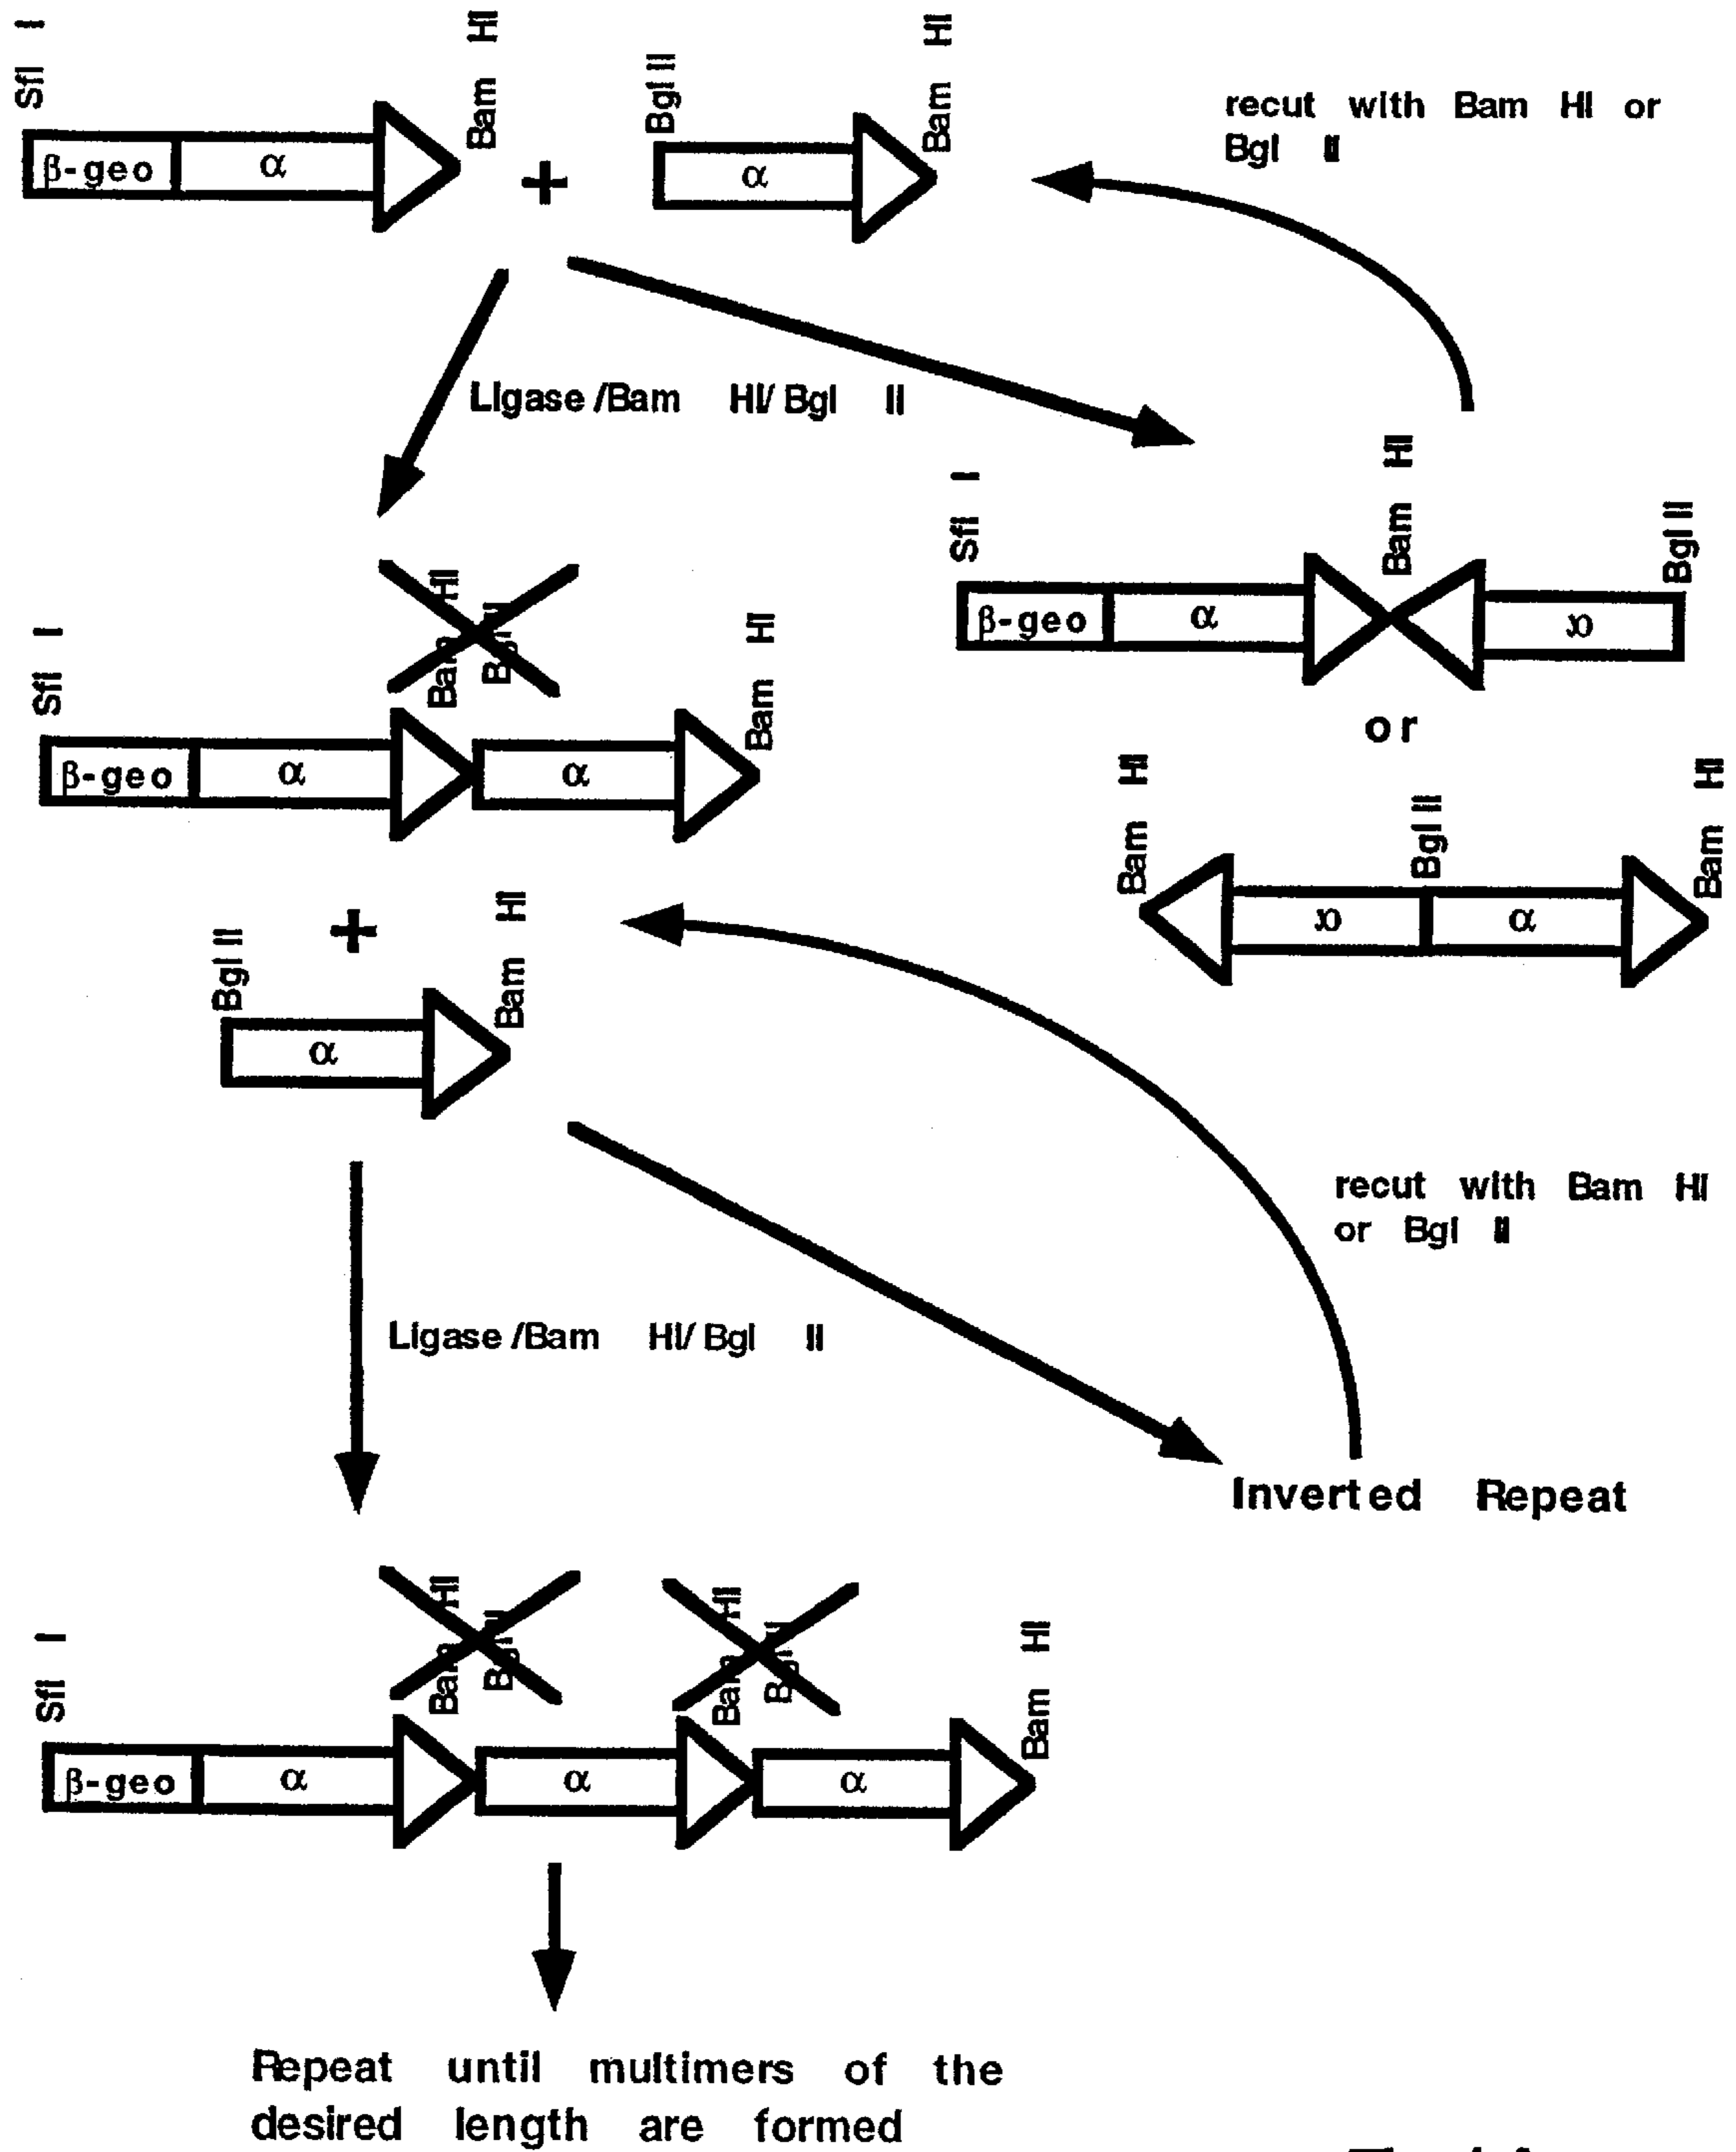 Sfi I
Bam HI
Bgl II
Bam HI
β-geo
α
+
α
recut with Bam HI or
Bgl II
Ligase/Bam HI/Bgl II
Sfi I
Bam HI
Bgl II
β-geo
α
α
or
Bam HI
Bgl II
Bam HI
α
α
Sfi I
Bam HI
Bgl II
Bam HI
β-geo
α
α
+
Bgl II
Bam HI
α
recut with Bam HI
or Bgl II
Ligase/Bam HI/Bgl II
Inverted Repeat
Sfi I
Bam HI
Bgl II
Bam HI
Bgl II
Bam HI
β-geo
α
α
α
Repeat until multimers of the
desired length are formed